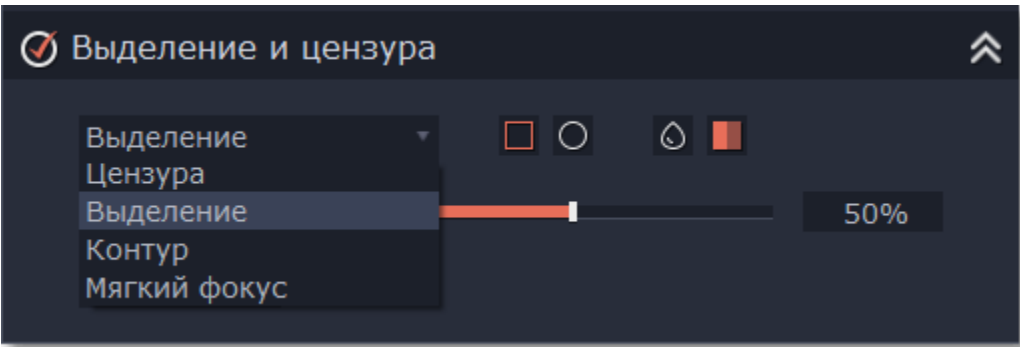 Выделение и цензура
Выделение
Цензура
Выделение
50%
Контур
Мягкий фокус